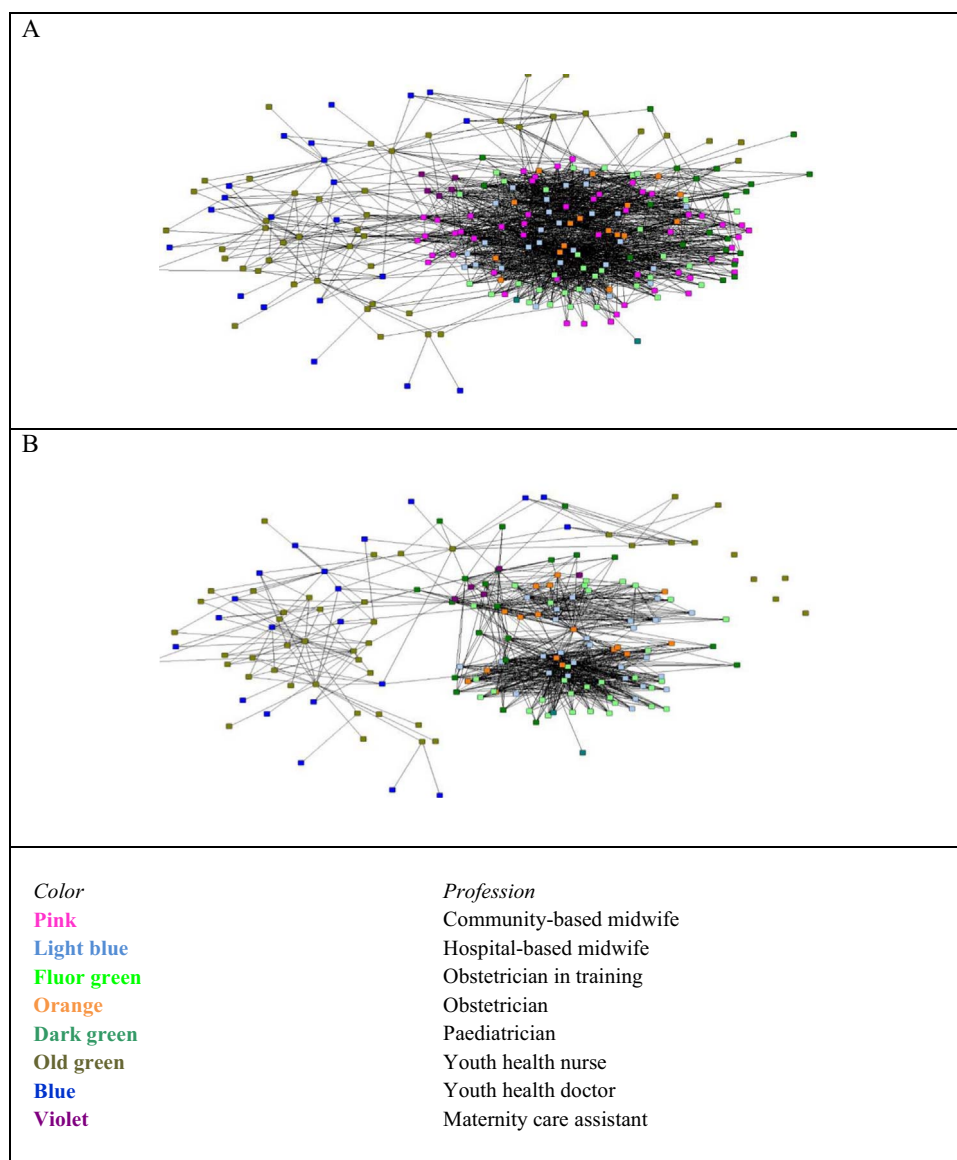 A
B
Color Profession
Pink Community-based midwife
Light blue Hospital-based midwife
Fluor green Obstetrician in training
Orange Obstetrician
Dark green Paediatrician
Old green Youth health nurse
Blue Youth health doctor
Violet Maternity care assistant